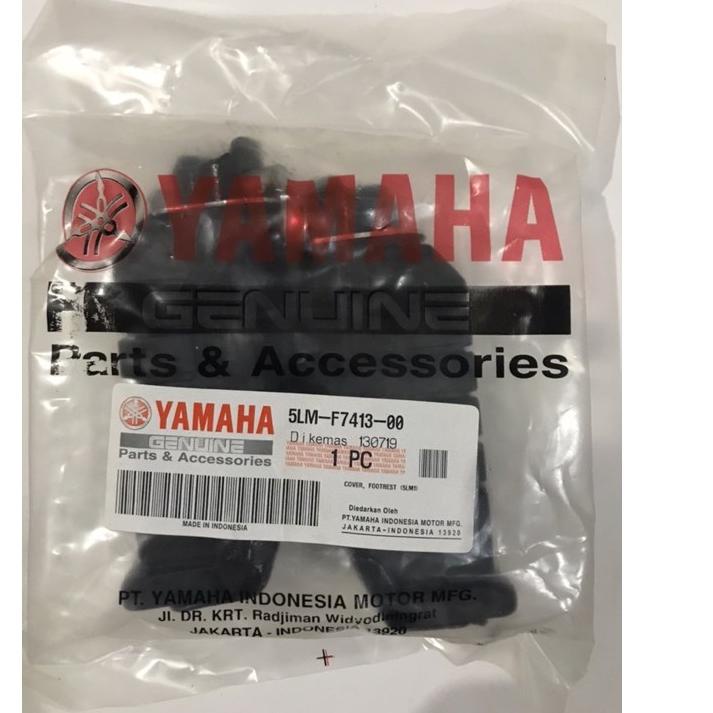 YAMAHA
GENUINE
Parts & Accessories
YAMAHA
GENUINE
Parts & Accessories
MADE IN INDONESIA
5LM-F7413-00
Dikemas 130719
1 PC
COVER, FOOTREST (5LM1)
Diedarkan Oleh
PT.YAMAHA INDONESIA MOTOR MFG.
JAKARTA-INDONESIA 13920
PT. YAMAHA INDONESIA MOTOR MFG.
Jl. DR. KRT. Radjiman Widyodiningrat
JAKARTA - INDONESIA 13920